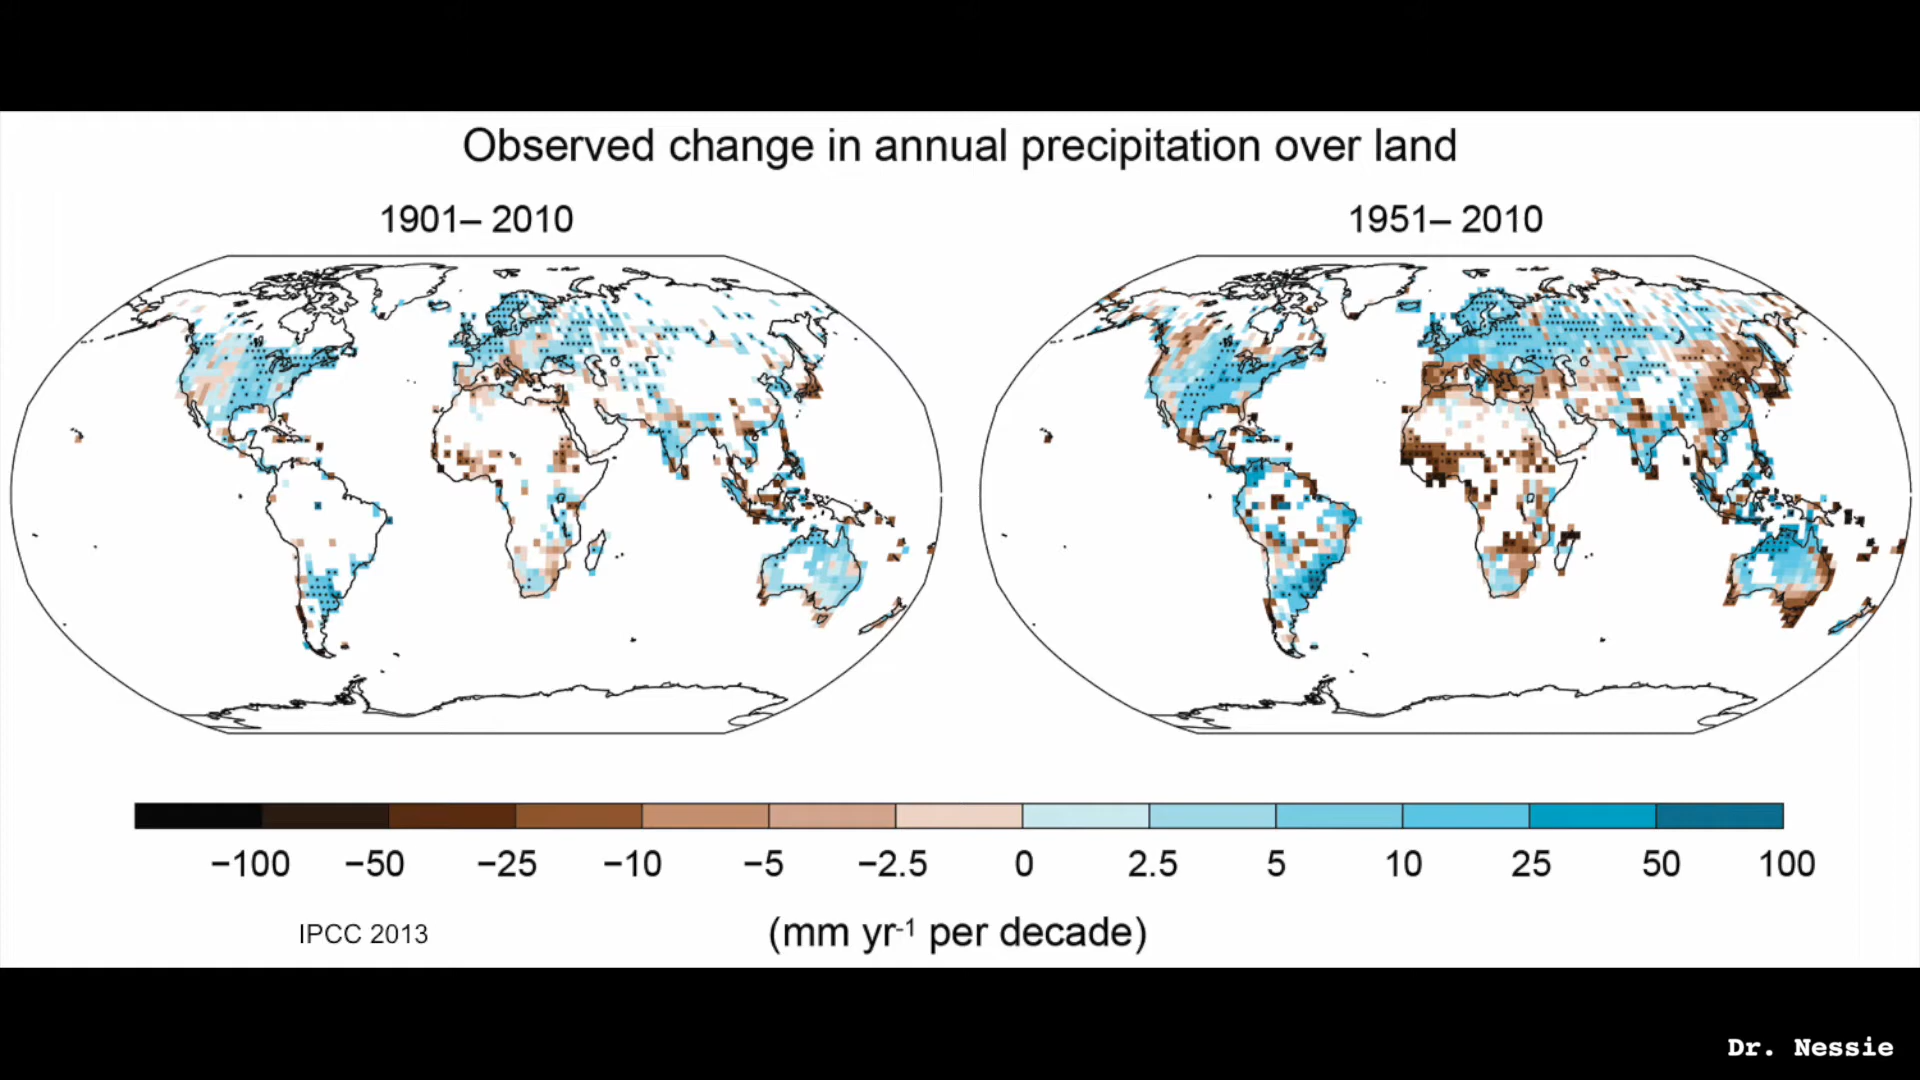 Observed change in annual precipitation over land
1901– 2010
1951– 2010
−100 −50 −25 −10 −5 −2.5 0 2.5 5 10 25 50 100
IPCC 2013
(mm yr-1 per decade)
Dr. Nessie